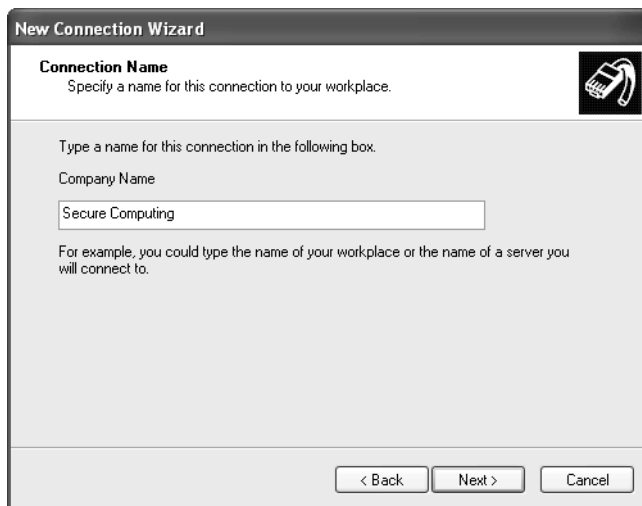 New Connection Wizard
Connection Name
Specify a name for this connection to your workplace.
Type a name for this connection in the following box.
Company Name
Secure Computing
For example, you could type the name of your workplace or the name of a server you
will connect to.
< Back Next > Cancel